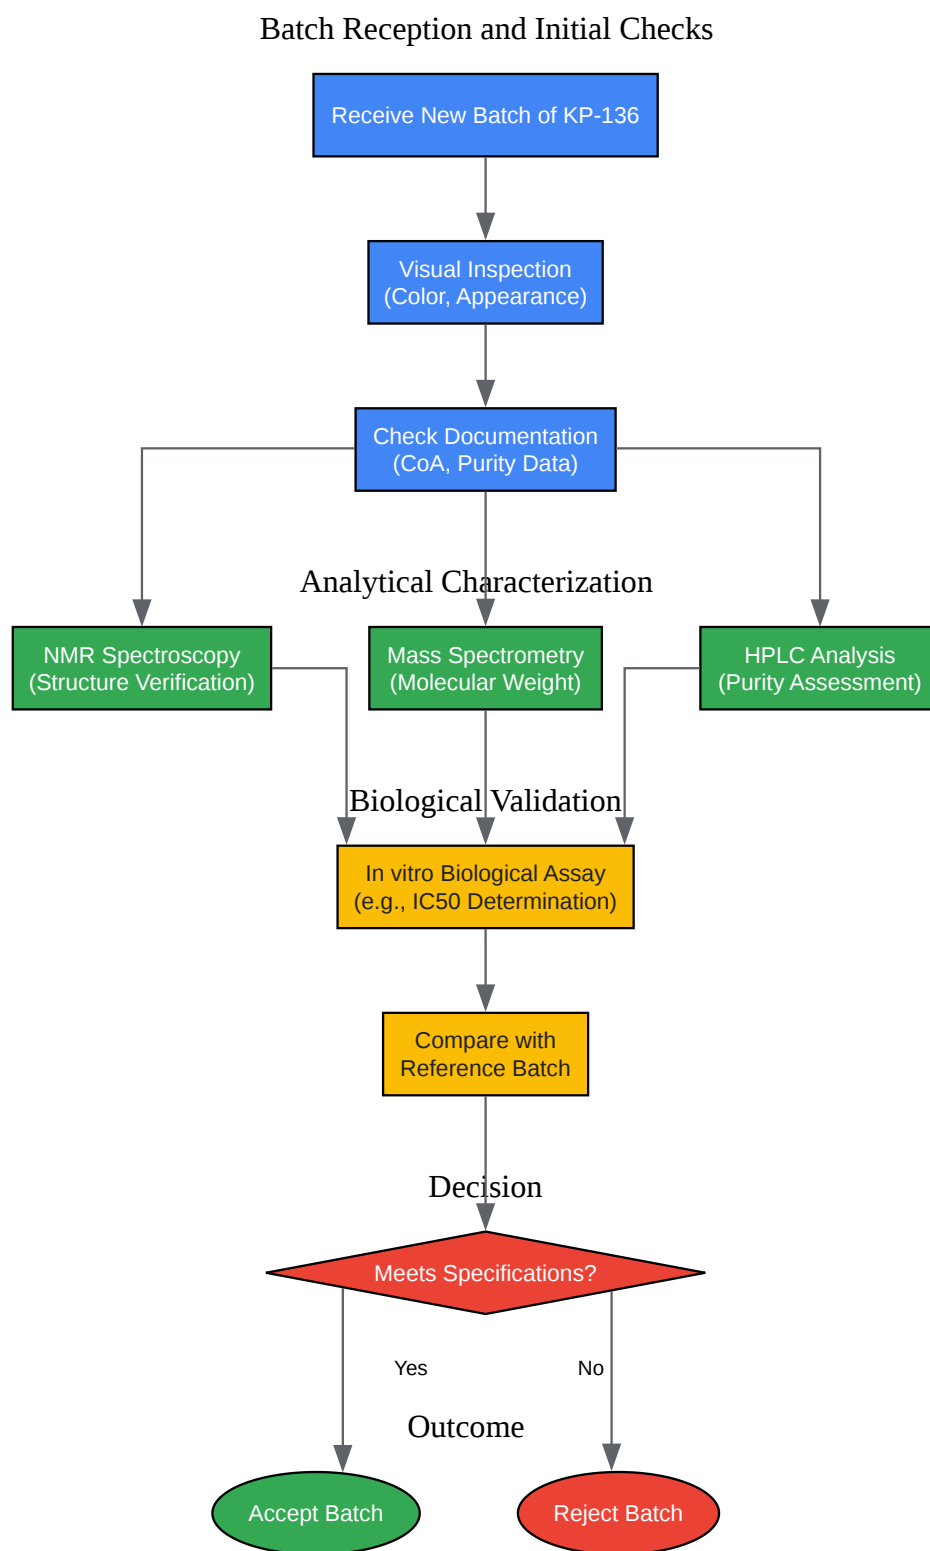 Batch Reception and Initial Checks
Receive New Batch of KP-136
Visual Inspection
(Color, Appearance)
Check Documentation
(CoA, Purity Data)
Analytical Characterization
NMR Spectroscopy
(Structure Verification)
Mass Spectrometry
(Molecular Weight)
HPLC Analysis
(Purity Assessment)
Biological Validation
In vitro Biological Assay
(e.g., IC50 Determination)
Compare with
Reference Batch
Decision
Meets Specifications?
Yes
No
Outcome
Accept Batch
Reject Batch